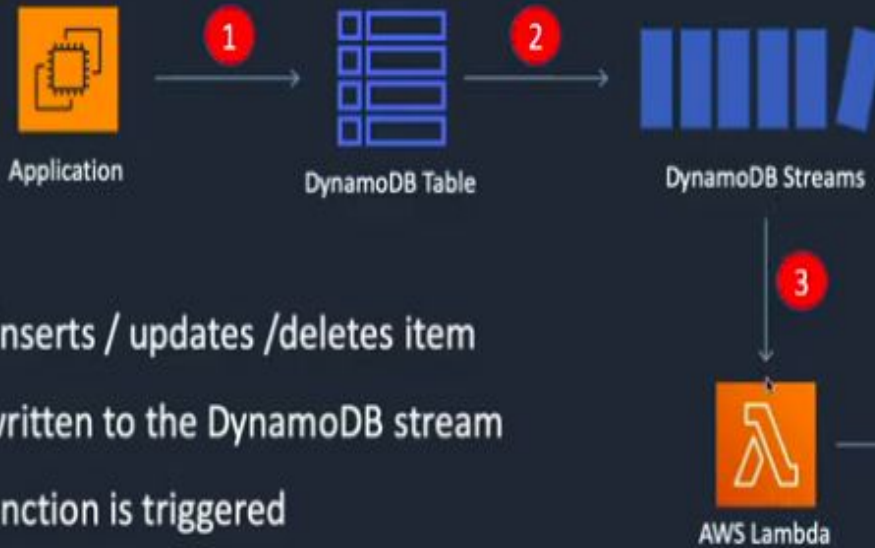 1
2
Application
DynamoDB Table
DynamoDB Streams
3
nserts / updates /deletes item
written to the DynamoDB stream
nction is triggered
AWS Lambda